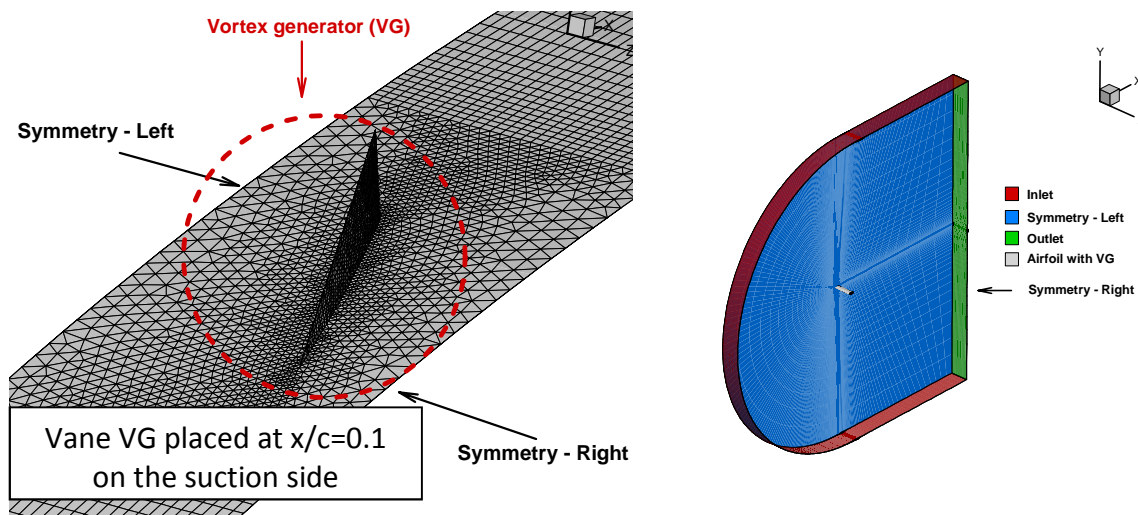 Vortex generator (VG)
Symmetry - Left
Vane VG placed at x/c=0.1
on the suction side
Symmetry - Right
X
Z
Y
X
Inlet
Symmetry - Left
Outlet
Airfoil with VG
Symmetry - Right